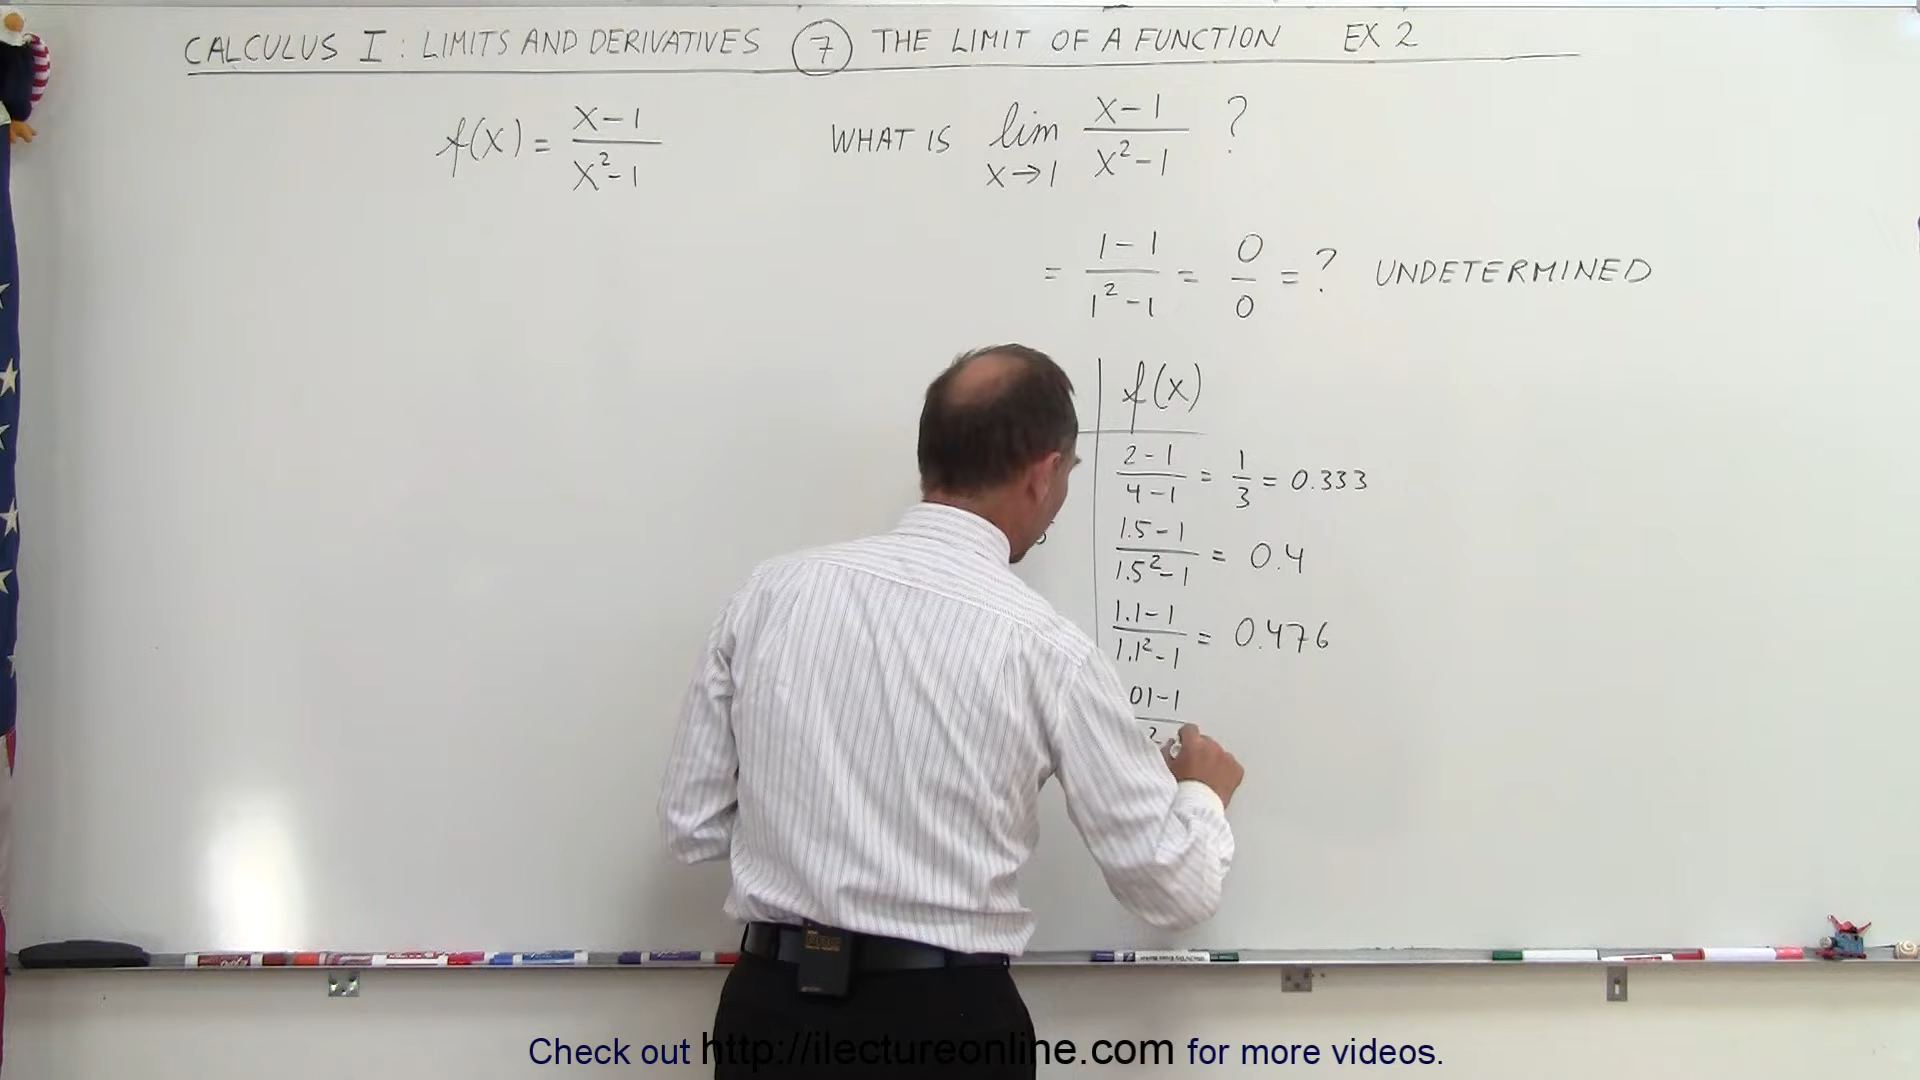 CALCULUS I : LIMITS AND DERIVATIVES 7 THE LIMIT OF A FUNCTION EX 2
f(x) = (x-1)/(x²-1) WHAT IS lim x→1 (x-1)/(x²-1) ?
= (1-1)/(1²-1) = 0/0 = ? UNDETERMINED
f(x)
(2-1)/(4-1) = 1/3 = 0.333
(1.5-1)/(1.5²-1) = 0.4
(1.1-1)/(1.1²-1) = 0.476
01-1
2
Check out http://ilectureonline.com for more videos.